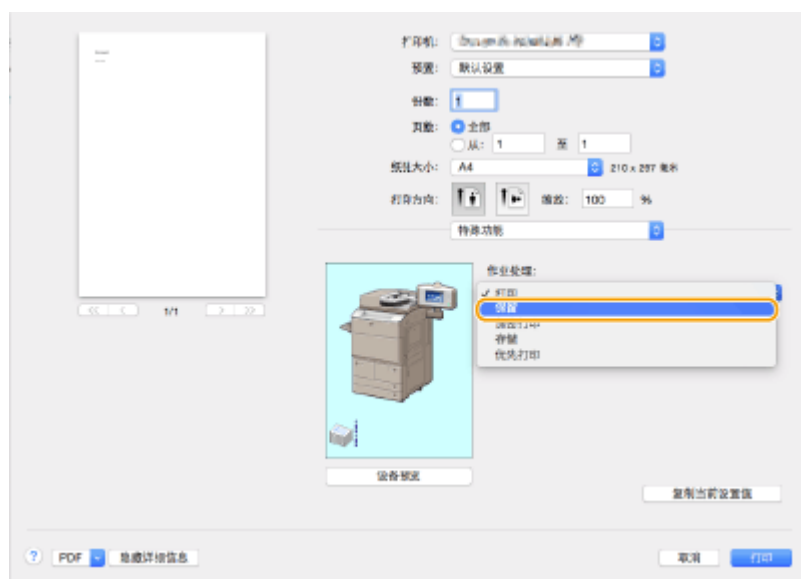 打印机:
预置: 默认设置
份数: 1
页数: 全部
从: 1 至 1
纸张大小: A4 210 x 297 毫米
打印方向: 缩放: 100 %
特殊功能
作业处理:
✓ 打印
保留
存储
优先打印
1/1
设备预览
复制当前设置值
? PDF 隐藏详细信息 取消 打印